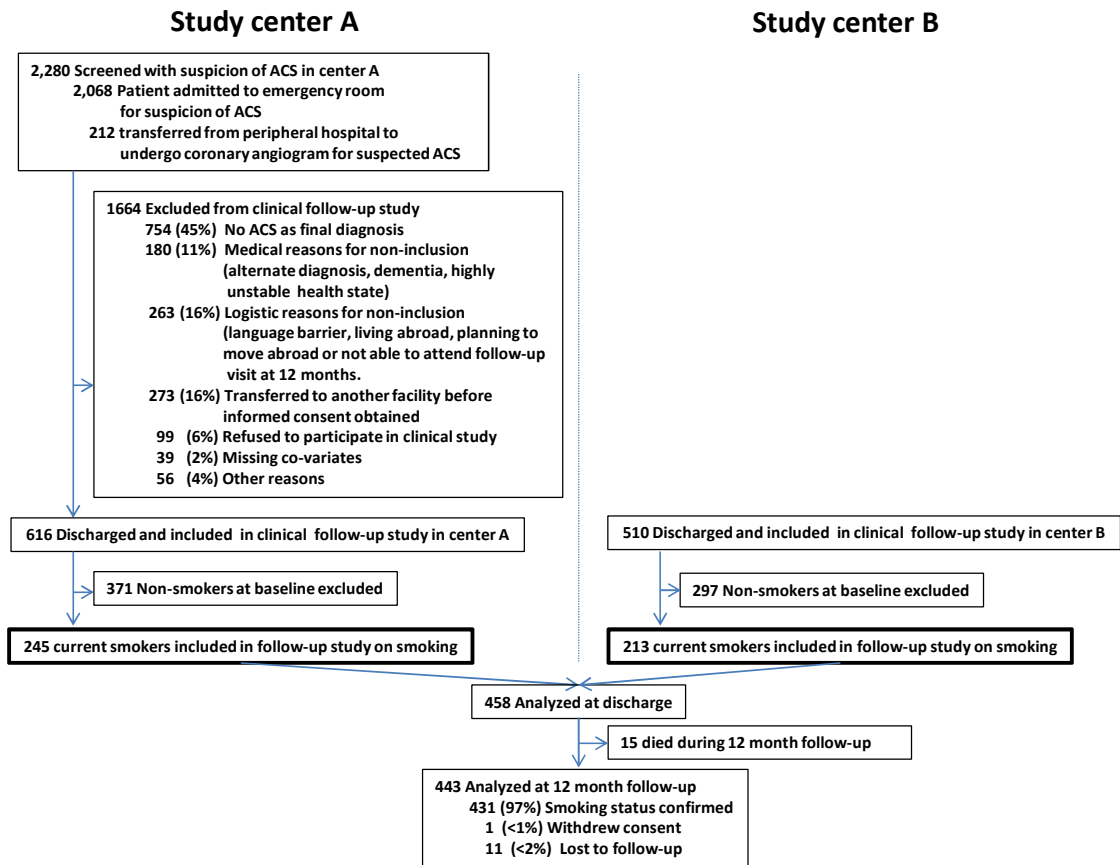 Study center A
Study center B
2,280 Screened with suspicion of ACS in center A
2,068 Patient admitted to emergency room
for suspicion of ACS
212 transferred from peripheral hospital to
undergo coronary angiogram for suspected ACS
1664 Excluded from clinical follow-up study
754 (45%) No ACS as final diagnosis
180 (11%) Medical reasons for non-inclusion
(alternate diagnosis, dementia, highly
unstable health state)
263 (16%) Logistic reasons for non-inclusion
(language barrier, living abroad, planning to
move abroad or not able to attend follow-up
visit at 12 months.
273 (16%) Transferred to another facility before
informed consent obtained
99 (6%) Refused to participate in clinical study
39 (2%) Missing co-variates
56 (4%) Other reasons
616 Discharged and included in clinical follow-up study in center A
510 Discharged and included in clinical follow-up study in center B
371 Non-smokers at baseline excluded
297 Non-smokers at baseline excluded
245 current smokers included in follow-up study on smoking
213 current smokers included in follow-up study on smoking
458 Analyzed at discharge
15 died during 12 month follow-up
443 Analyzed at 12 month follow-up
431 (97%) Smoking status confirmed
1 (<1%) Withdrew consent
11 (<2%) Lost to follow-up